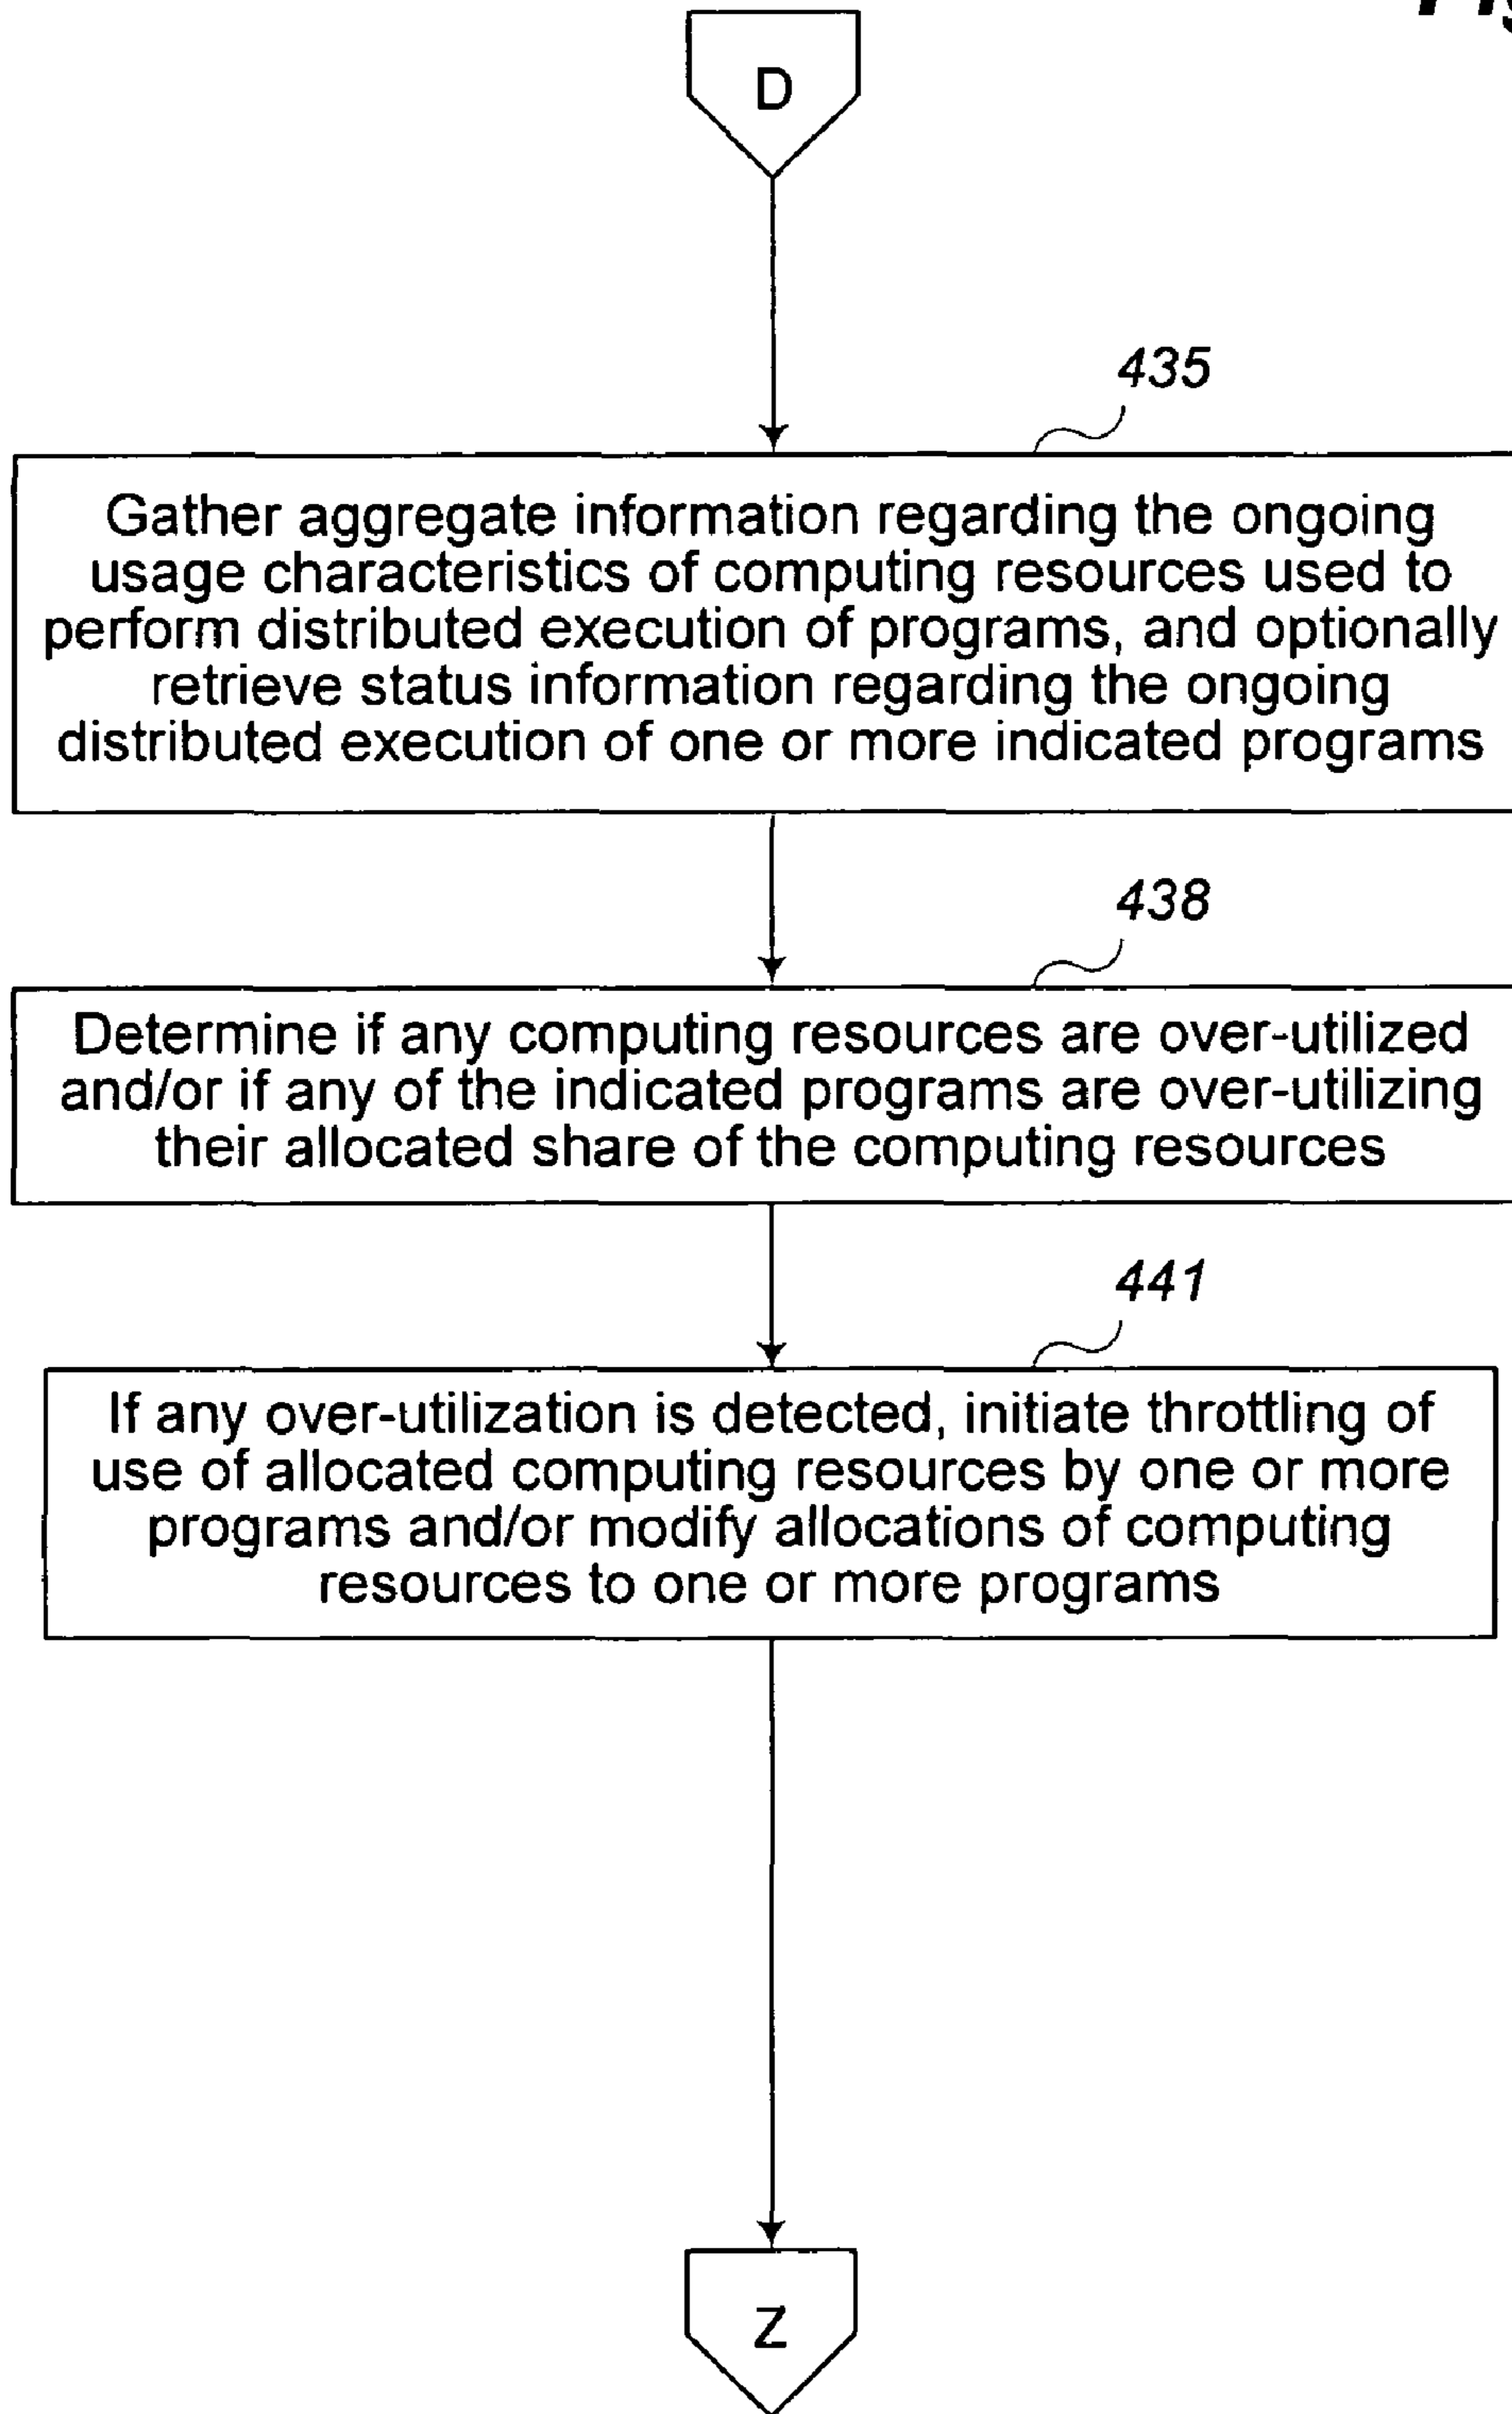 D
435
Gather aggregate information regarding the ongoing
usage characteristics of computing resources used to
perform distributed execution of programs, and optionally
retrieve status information regarding the ongoing
distributed execution of one or more indicated programs
438
Determine if any computing resources are over-utilized
and/or if any of the indicated programs are over-utilizing
their allocated share of the computing resources
441
If any over-utilization is detected, initiate throttling of
use of allocated computing resources by one or more
programs and/or modify allocations of computing
resources to one or more programs
Z